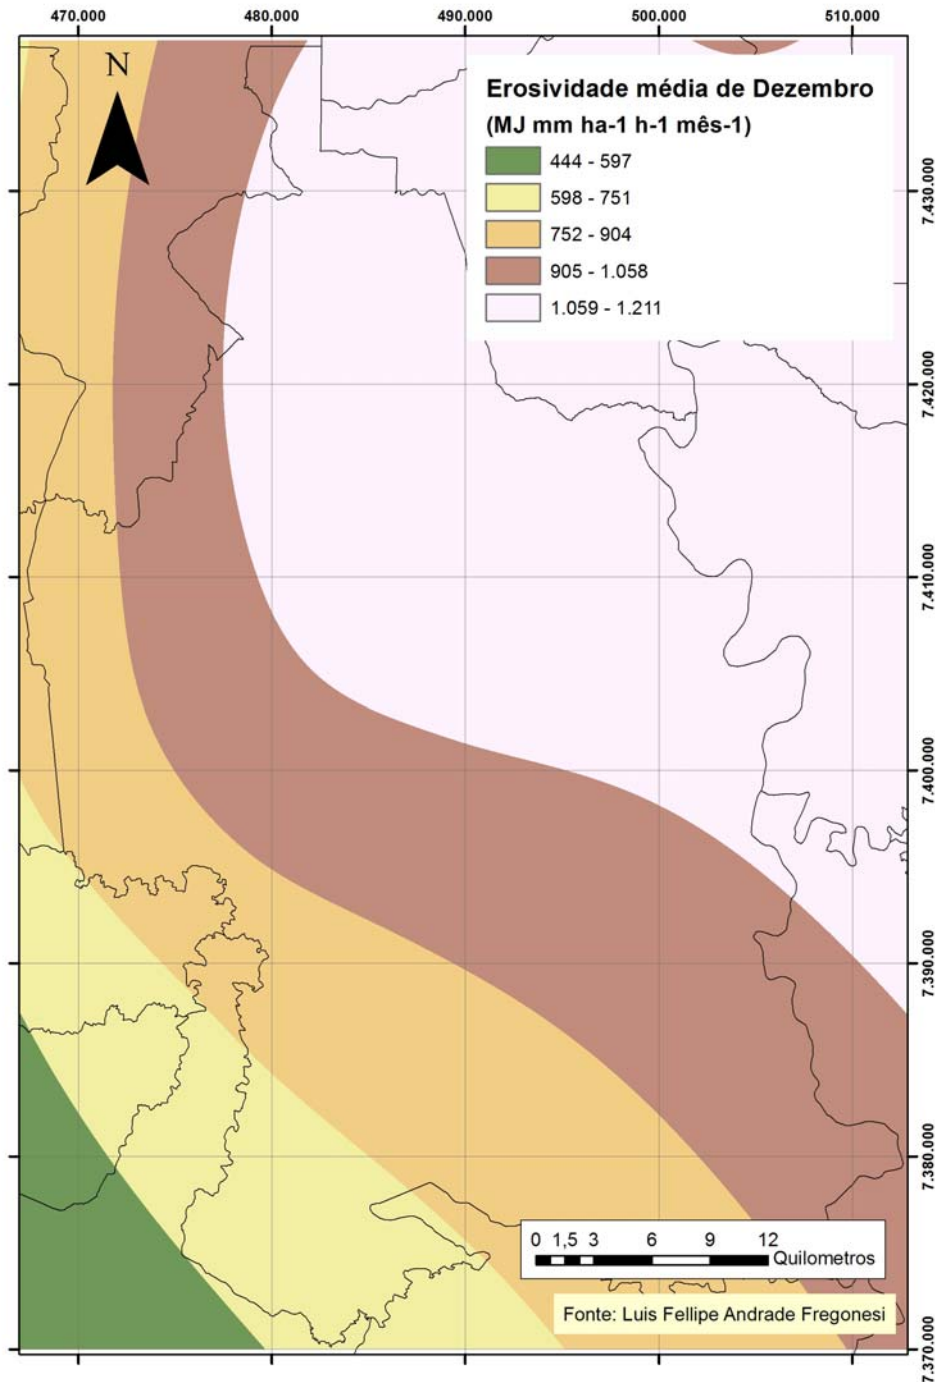 470.000 480.000 490.000 500.000 510.000
N
Erosividade média de Dezembro
(MJ mm ha-1 h-1 mês-1)
444 - 597
598 - 751
752 - 904
905 - 1.058
1.059 - 1.211
7.430.000
7.420.000
7.410.000
7.400.000
7.390.000
7.380.000
7.370.000
0 1,5 3 6 9 12
Quilometros
Fonte: Luis Fellipe Andrade Fregonesi